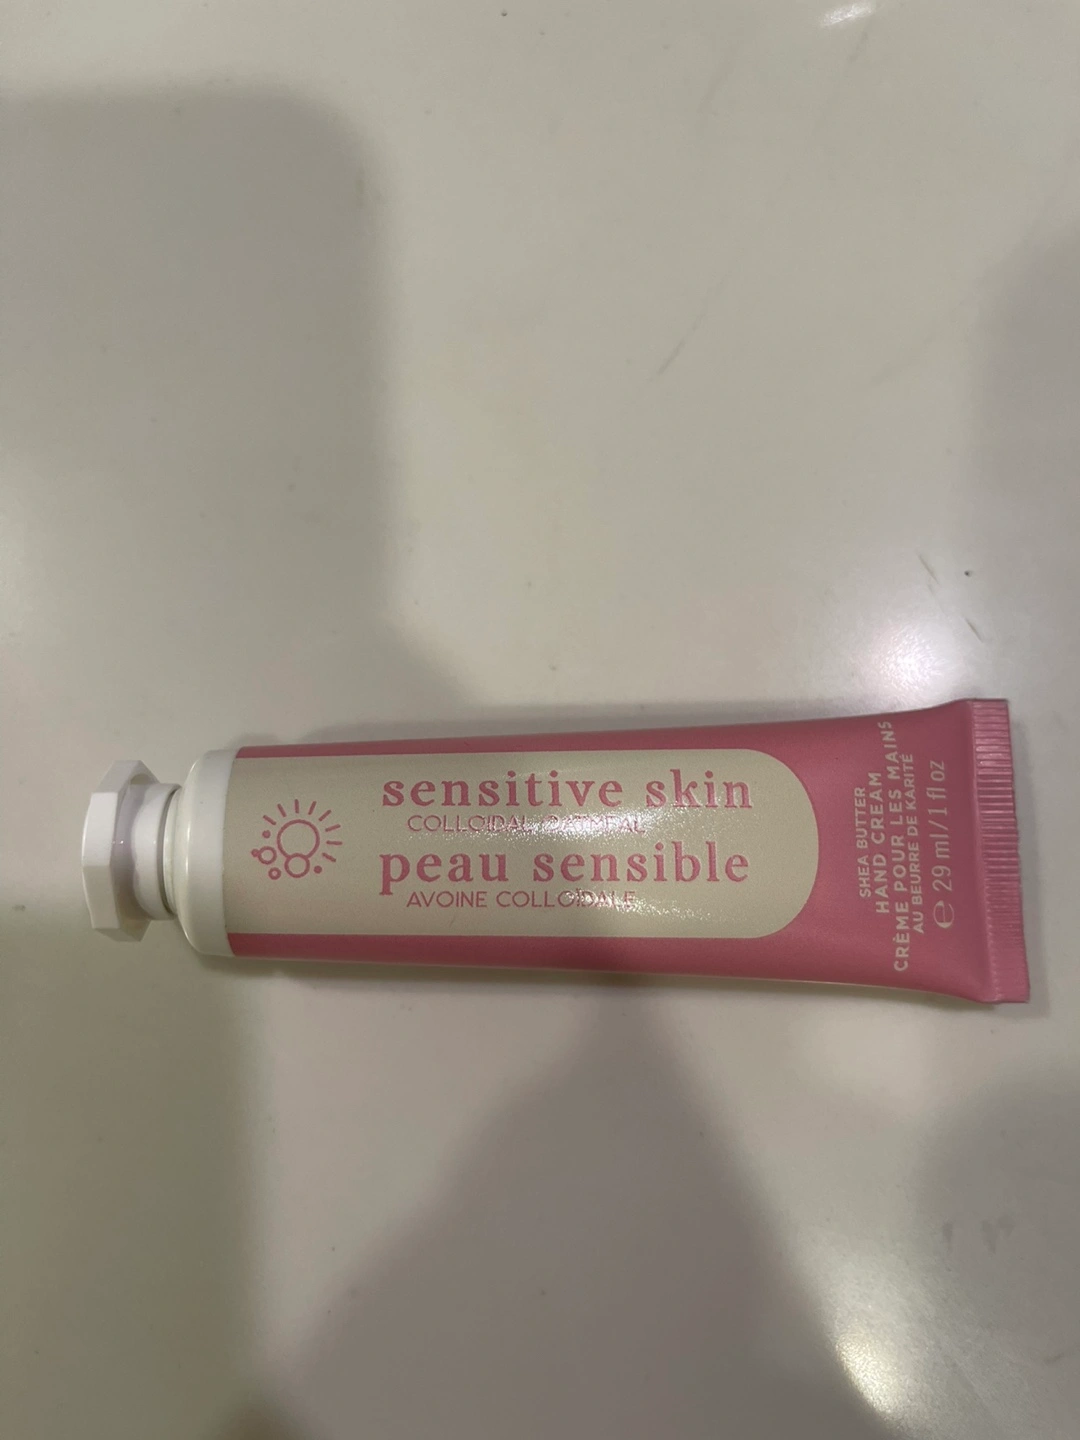 sensitive skin
COLLOIDAL OATMEAL
peau sensible
AVOINE COLLOÏDALE
SHEA BUTTER
HAND CREAM
CRÈME POUR LES MAINS
AU BEURRE DE KARITÉ
℮ 29 ml/1 fl oz